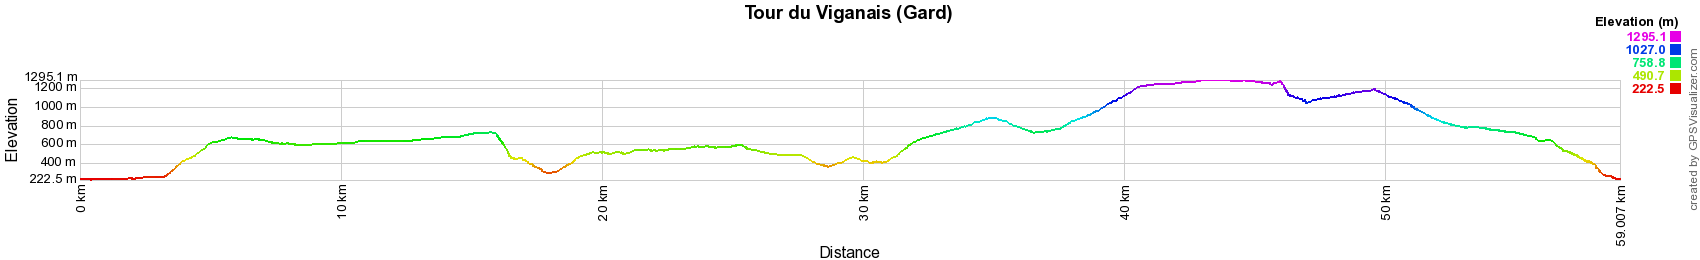 Tour du Viganais (Gard)
Elevation (m)
1295.1
1027.0
758.8
490.7
222.5
1295.1 m
1200 m
1000 m
800 m
600 m
400 m
222.5 m
Elevation
0 km
10 km
20 km
30 km
40 km
50 km
59.007 km
Distance
created by GPSVisualizer.com